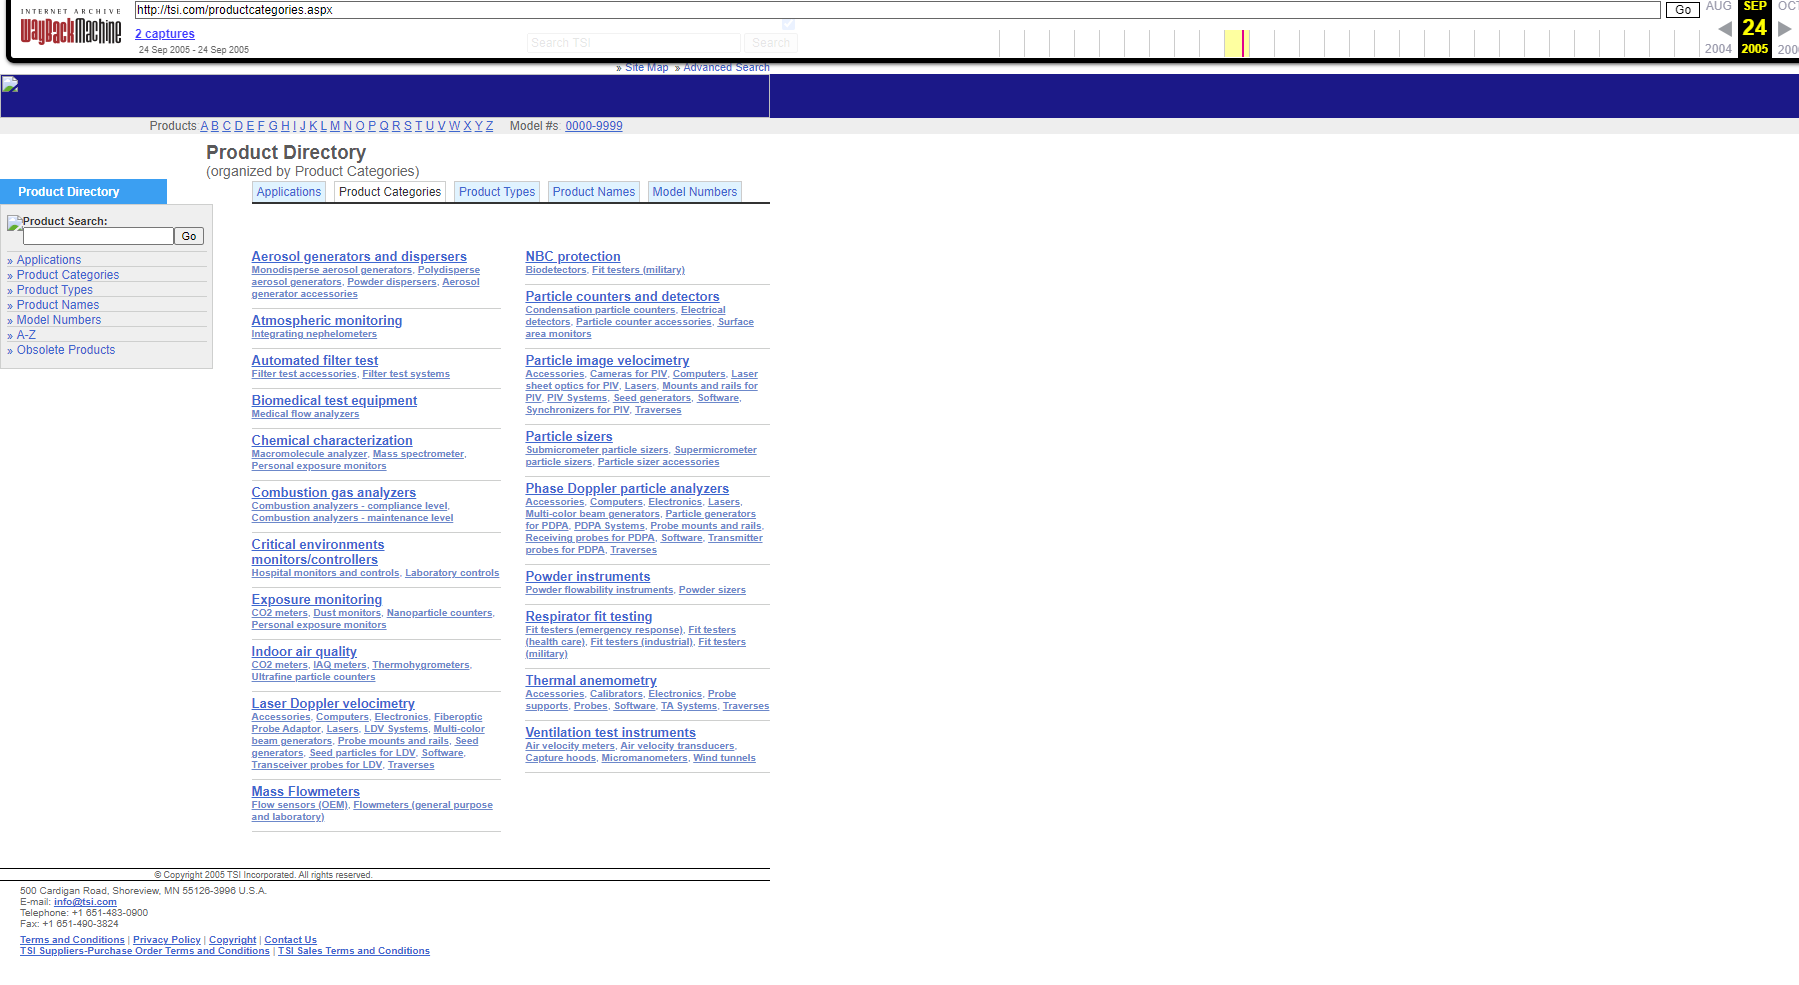 INTERNET ARCHIVE
WayBackMachine
http://tsi.com/productcategories.aspx
Go
AUG
SEP
OCT
2 captures
24 Sep 2005 - 24 Sep 2005
Search TSI
Search
24
2004
2005
» Site Map » Advanced Search
Products A B C D E F G H I J K L M N O P Q R S T U V W X Y Z Model #s: 0000-9999
Product Directory
(organized by Product Categories)
Product Directory
Applications
Product Categories
Product Types
Product Names
Model Numbers
Product Search:
Go
» Applications
» Product Categories
» Product Types
» Product Names
» Model Numbers
» A-Z
» Obsolete Products
Aerosol generators and dispersers
Monodisperse aerosol generators, Polydisperse
aerosol generators, Powder dispersers, Aerosol
generator accessories
Atmospheric monitoring
Integrating nephelometers
Automated filter test
Filter test accessories, Filter test systems
Biomedical test equipment
Medical flow analyzers
Chemical characterization
Macromolecule analyzer, Mass spectrometer,
Personal exposure monitors
Combustion gas analyzers
Combustion analyzers - compliance level,
Combustion analyzers - maintenance level
Critical environments
monitors/controllers
Hospital monitors and controls, Laboratory controls
Exposure monitoring
CO2 meters, Dust monitors, Nanoparticle counters,
Personal exposure monitors
Indoor air quality
CO2 meters, IAQ meters, Thermohygrometers,
Ultrafine particle counters
Laser Doppler velocimetry
Accessories, Computers, Electronics, Fiberoptic
Probe Adaptor, Lasers, LDV Systems, Multi-color
beam generators, Probe mounts and rails, Seed
generators, Seed particles for LDV, Software,
Transceiver probes for LDV, Traverses
Mass Flowmeters
Flow sensors (OEM), Flowmeters (general purpose
and laboratory)
NBC protection
Biodetectors, Fit testers (military)
Particle counters and detectors
Condensation particle counters, Electrical
detectors, Particle counter accessories, Surface
area monitors
Particle image velocimetry
Accessories, Cameras for PIV, Computers, Laser
sheet optics for PIV, Lasers, Mounts and rails for
PIV, PIV Systems, Seed generators, Software,
Synchronizers for PIV, Traverses
Particle sizers
Submicrometer particle sizers, Supermicrometer
particle sizers, Particle sizer accessories
Phase Doppler particle analyzers
Accessories, Computers, Electronics, Lasers,
Multi-color beam generators, Particle generators
for PDPA, PDPA Systems, Probe mounts and rails,
Receiving probes for PDPA, Software, Transmitter
probes for PDPA, Traverses
Powder instruments
Powder flowability instruments, Powder sizers
Respirator fit testing
Fit testers (emergency response), Fit testers
(health care), Fit testers (industrial), Fit testers
(military)
Thermal anemometry
Accessories, Calibrators, Electronics, Probe
supports, Probes, Software, TA Systems, Traverses
Ventilation test instruments
Air velocity meters, Air velocity transducers,
Capture hoods, Micromanometers, Wind tunnels
© Copyright 2005 TSI Incorporated. All rights reserved.
500 Cardigan Road, Shoreview, MN 55126-3996 U.S.A.
E-mail: info@tsi.com
Telephone: +1 651-483-0900
Fax: +1 651-490-3824
Terms and Conditions | Privacy Policy | Copyright | Contact Us
TSI Suppliers-Purchase Order Terms and Conditions | TSI Sales Terms and Conditions